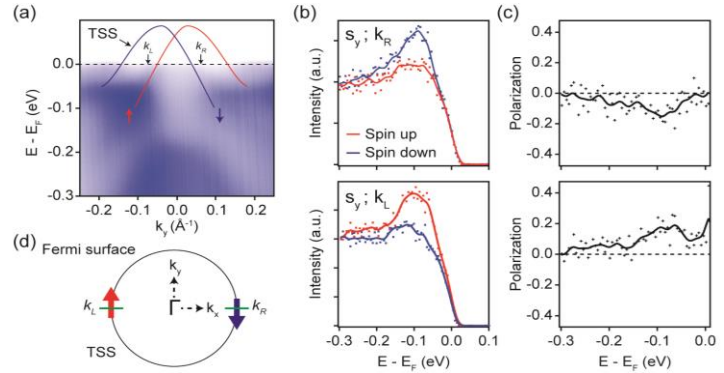 (a)
TSS
k_L
k_R
E - E_F (eV)
0.0
-0.1
-0.2
-0.3
-0.2
-0.1
0.0
0.1
0.2
k_y (Å⁻¹)
(b)
s_y ; k_R
Intensity (a.u.)
Spin up
Spin down
s_y ; k_L
Intensity (a.u.)
-0.3
-0.2
-0.1
0.0
0.1
E - E_F (eV)
(c)
Polarization
0.4
0.2
0.0
-0.2
-0.4
Polarization
0.4
0.2
0.0
-0.2
-0.4
-0.3
-0.2
-0.1
0.0
E - E_F (eV)
(d)
Fermi surface
k_y
k_L
Γ
k_x
k_R
TSS